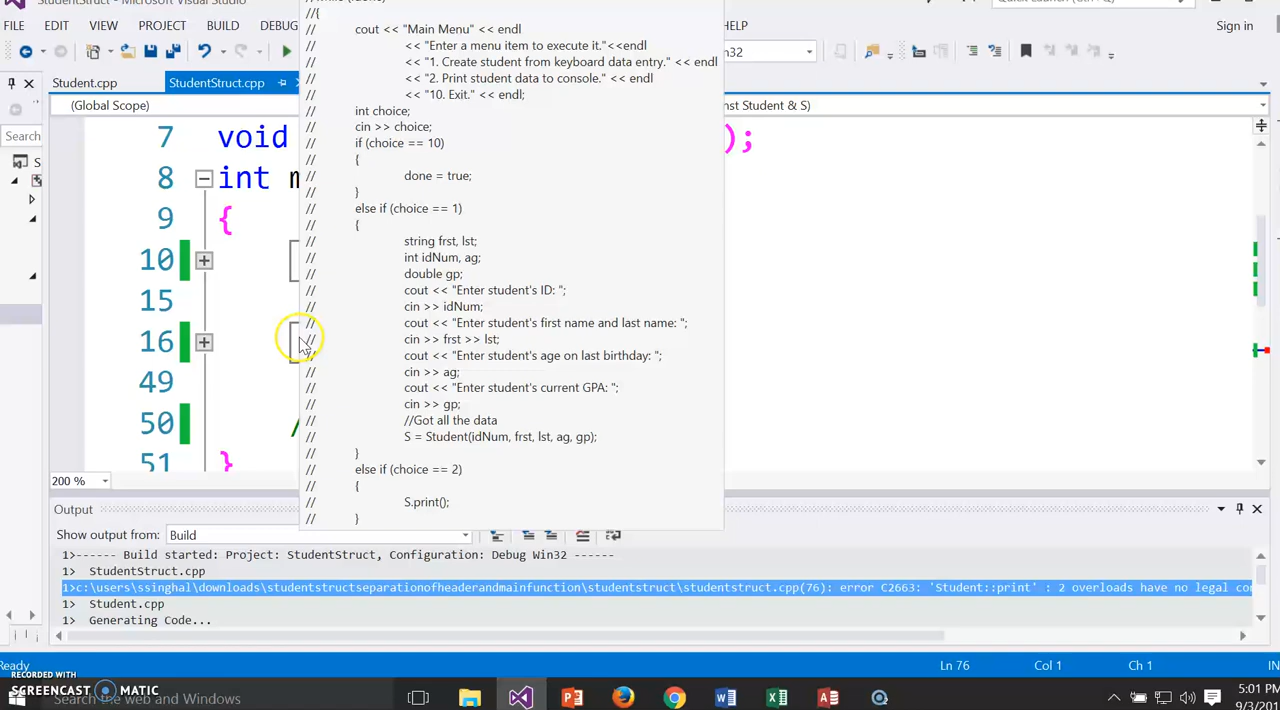 Microsoft Visual Studio
FILE EDIT VIEW PROJECT BUILD DEBUG HELP Sign in
Student.cpp StudentStruct.cpp
(Global Scope) st Student & S)
Search
7 void );
8 int m
9 {
10
15
16
49
50 /
51 }
//{
// cout << "Main Menu" << endl
// << "Enter a menu item to execute it."<<endl
// << "1. Create student from keyboard data entry." << endl
// << "2. Print student data to console." << endl
// << "10. Exit." << endl;
// int choice;
// cin >> choice;
// if (choice == 10)
// {
// done = true;
// }
// else if (choice == 1)
// {
// string frst, lst;
// int idNum, ag;
// double gp;
// cout << "Enter student's ID: ";
// cin >> idNum;
// cout << "Enter student's first name and last name: ";
// cin >> frst >> lst;
// cout << "Enter student's age on last birthday: ";
// cin >> ag;
// cout << "Enter student's current GPA: ";
// cin >> gp;
// //Got all the data
// S = Student(idNum, frst, lst, ag, gp);
// }
// else if (choice == 2)
// {
// S.print();
// }
200 %
Output
Show output from: Build
1>------ Build started: Project: StudentStruct, Configuration: Debug Win32 ------
1> StudentStruct.cpp
1>c:\users\ssinghal\downloads\studentstructseparationofheaderandmainfunction\studentstruct\studentstruct.cpp(76): error C2663: 'Student::print' : 2 overloads have no legal co
1> Student.cpp
1> Generating Code...
Ready Ln 76 Col 1 Ch 1 IN
RECORDED WITH
SCREENCAST MATIC
Search the web and Windows
5:01 PM